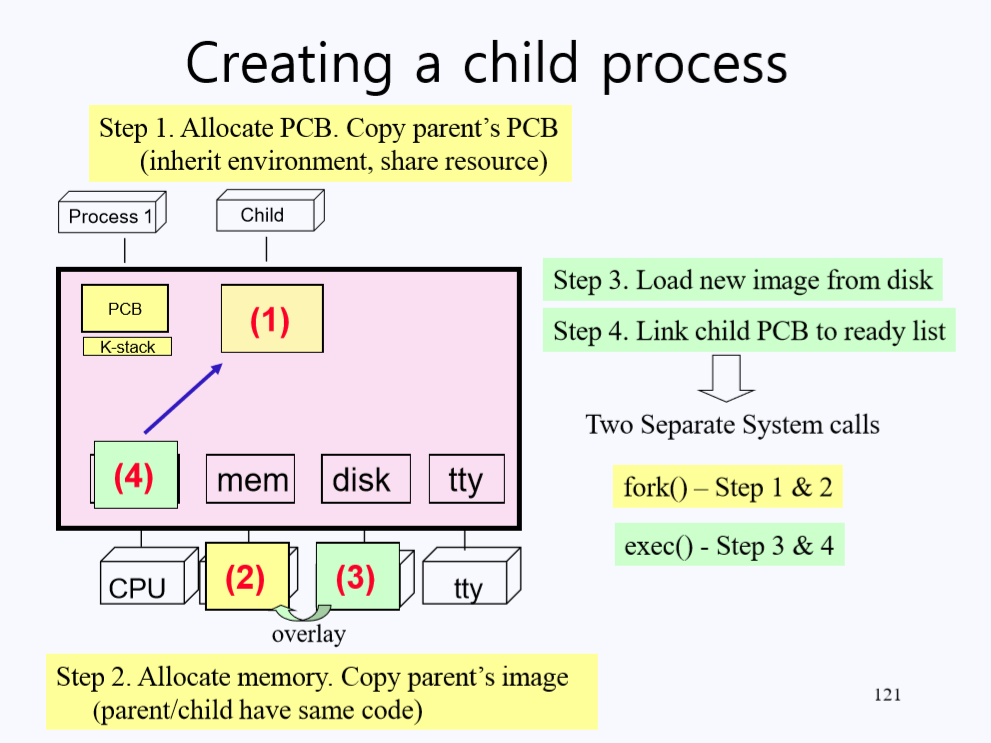 Creating a child process
Step 1. Allocate PCB. Copy parent's PCB
(inherit environment, share resource)
Process 1
Child
PCB
K-stack
(1)
(4)
mem
disk
tty
CPU
(2)
(3)
tty
overlay
Step 2. Allocate memory. Copy parent's image
(parent/child have same code)
Step 3. Load new image from disk
Step 4. Link child PCB to ready list
Two Separate System calls
fork() – Step 1 & 2
exec() - Step 3 & 4
121